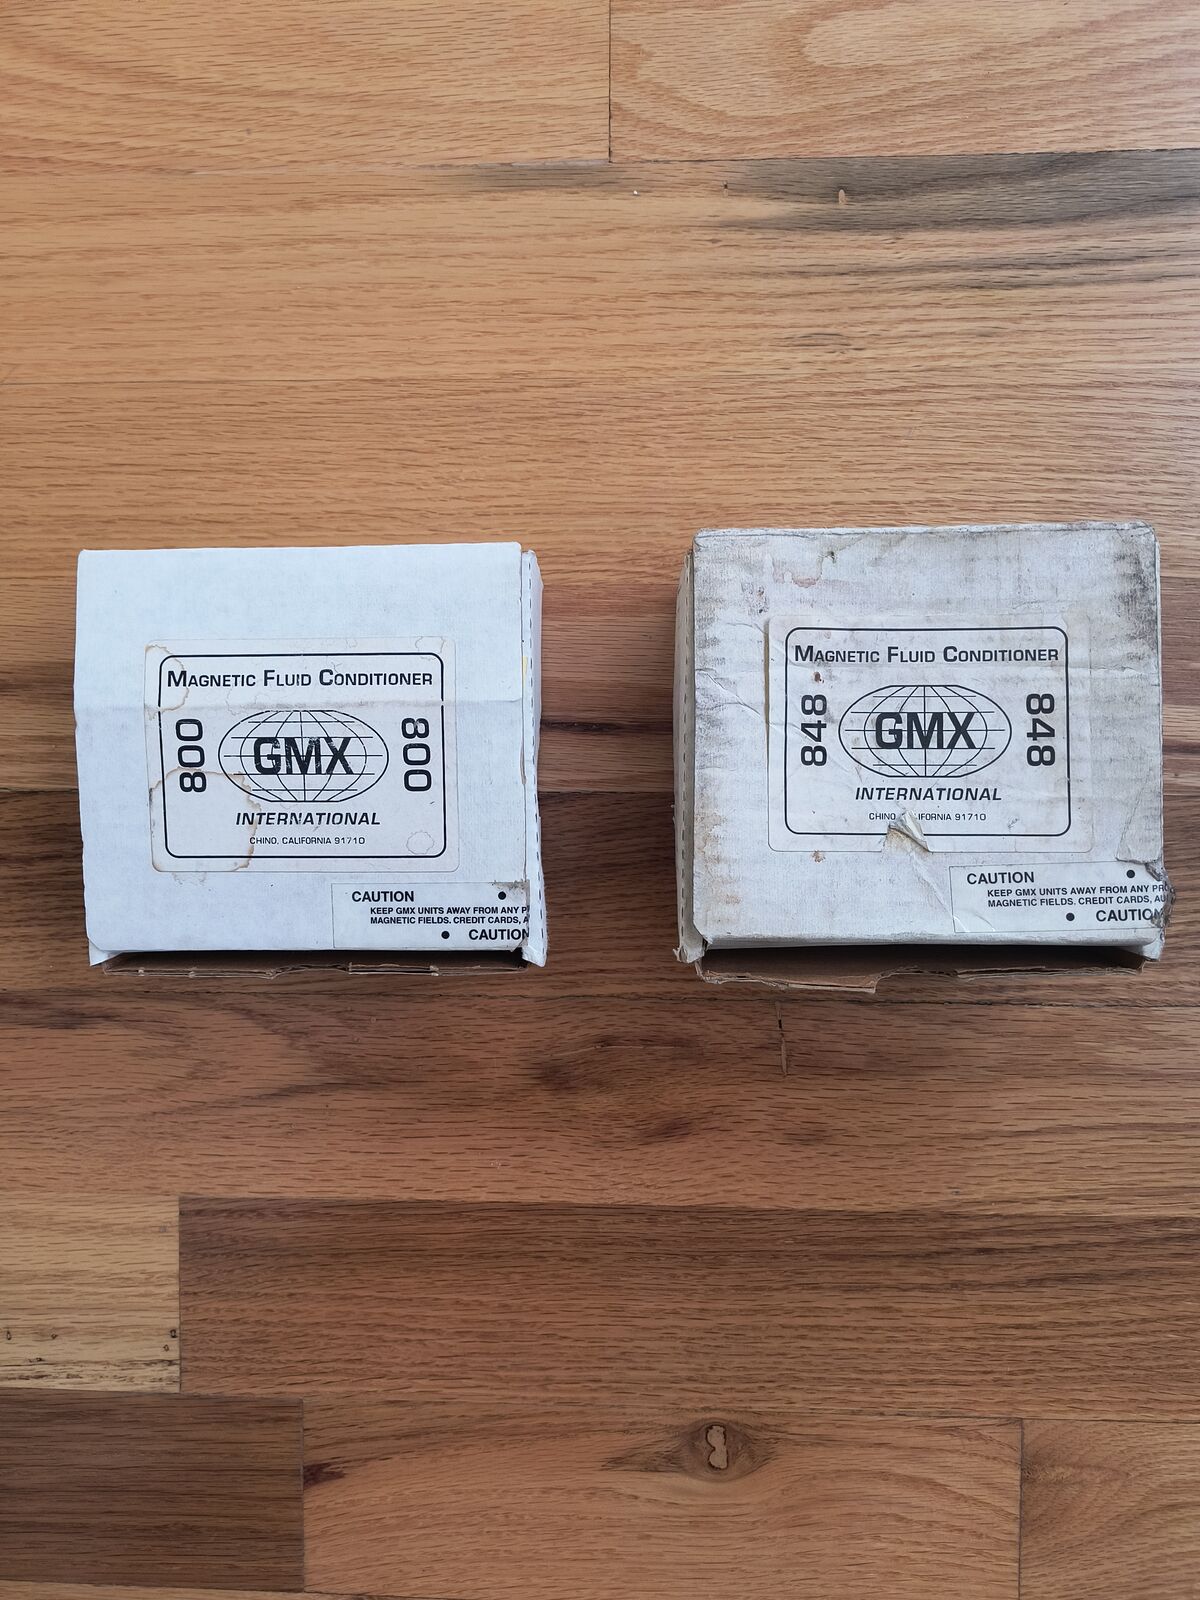 MAGNETIC FLUID CONDITIONER
800
GMX
800
INTERNATIONAL
CHINO, CALIFORNIA 91710
CAUTION
KEEP GMX UNITS AWAY FROM ANY
MAGNETIC FIELDS. CREDIT CARDS,
CAUTION
MAGNETIC FLUID CONDITIONER
848
GMX
848
INTERNATIONAL
CHINO, CALIFORNIA 91710
CAUTION
KEEP GMX UNITS AWAY FROM ANY
MAGNETIC FIELDS. CREDIT CARDS,
CAUTION